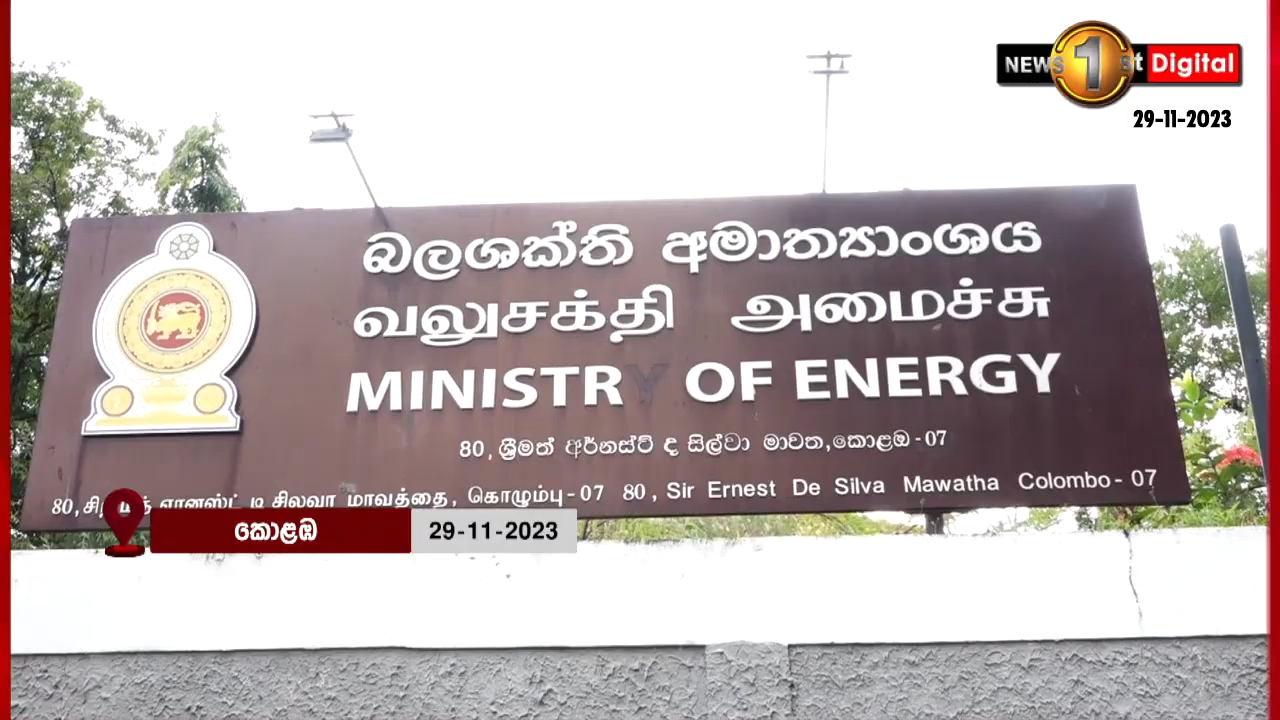 NEWS 1st Digital
29-11-2023
බලශක්ති අමාත්‍යාංශය
வலுசக்தி அமைச்சு
MINISTRY OF ENERGY
80, ශ්‍රීමත් අර්නස්ට් ද සිල්වා මාවත,කොළඹ-07
80, டி சில்வா மாவத்தை, கொழும்பு-07 80, Sir Ernest De Silva Mawatha Colombo-07
කොළඹ 29-11-2023